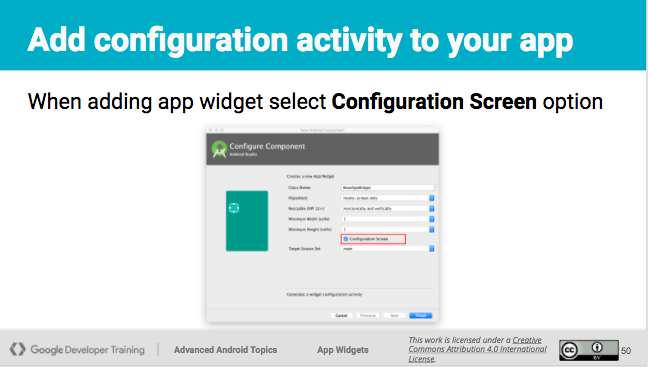 Add configuration activity to your app
When adding app widget select Configuration Screen option
New Android Component
Configure Component
Android Studio
Creates a new App Widget
Class Name: NewAppWidget
Placement: Home-screen only
Resizable (API 12+) Horizontally and vertically
Minimum Width (cells) 1
Minimum Height (cells) 1
Configuration Screen
Target Source Set main
Generates a widget configuration activity
Cancel Previous Next Finish
Google Developer Training
Advanced Android Topics
App Widgets
This work is licensed under a Creative
Commons Attribution 4.0 International
License.
cc BY
50